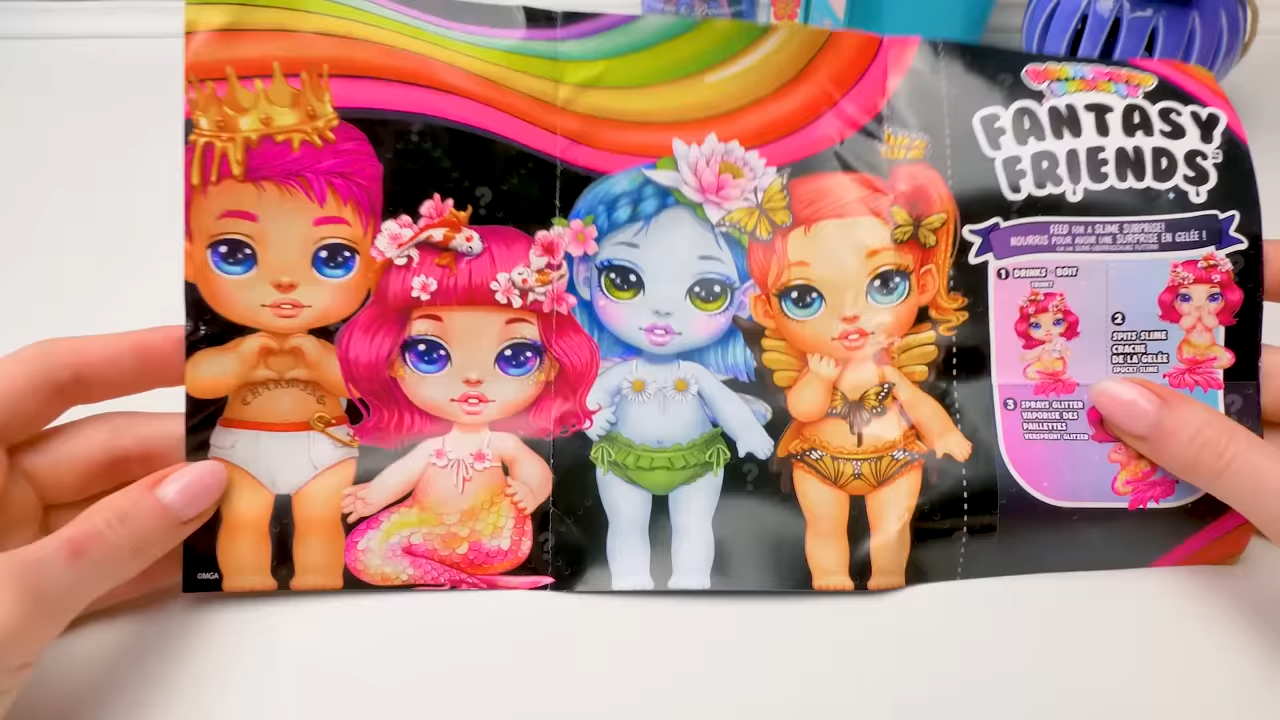 FANTASY
FRIENDS
FEED FOR A SLIME SURPRISE!
NOURRIS POUR AVOIR UNE SURPRISE EN GELÉE !
1 DRINKS • BOIT
TRINKT
2
SPITS SLIME
CRACHE
DE LA GELÉE
SPUCKT SLIME
3 SPRAYS GLITTER
VAPORISE DES
PAILLETTES
VERSPRÜHT GLITZER
©MGA